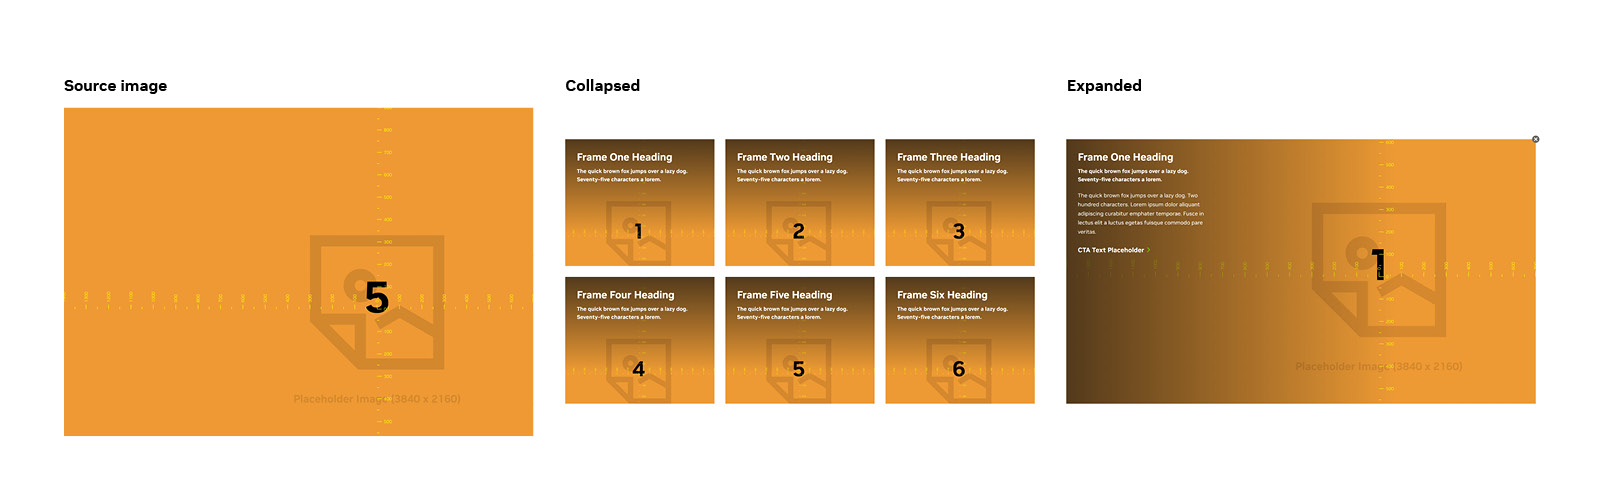 Source image
5
Placeholder Image (3840 x 2160)
Collapsed
Frame One Heading
The quick brown fox jumps over a lazy dog.
Seventy-five characters a lorem.
1
Frame Two Heading
The quick brown fox jumps over a lazy dog.
Seventy-five characters a lorem.
2
Frame Three Heading
The quick brown fox jumps over a lazy dog.
Seventy-five characters a lorem.
3
Frame Four Heading
The quick brown fox jumps over a lazy dog.
Seventy-five characters a lorem.
4
Frame Five Heading
The quick brown fox jumps over a lazy dog.
Seventy-five characters a lorem.
5
Frame Six Heading
The quick brown fox jumps over a lazy dog.
Seventy-five characters a lorem.
6
Expanded
Frame One Heading
The quick brown fox jumps over a lazy dog.
Seventy-five characters a lorem.
The quick brown fox jumps over a lazy dog. Two
hundred characters. Lorem ipsum dolor aliquant
adipiscing curabitur emphater temporae. Fusce in
lectus elit a luctus egetas fuisque commodo pare
veritas.
CTA Text Placeholder
1
Placeholder Image (3840 x 2160)